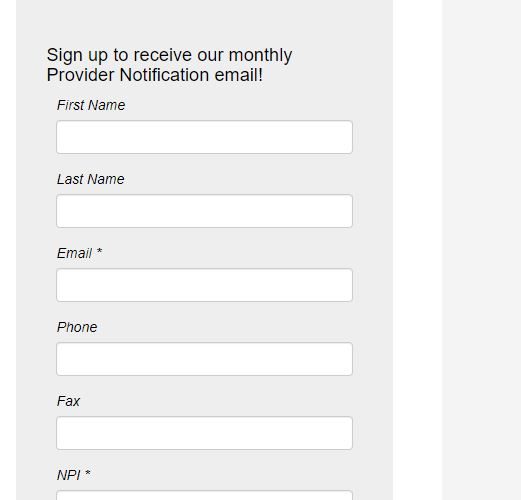 Sign up to receive our monthly
Provider Notification email!
First Name
Last Name
Email *
Phone
Fax
NPI *